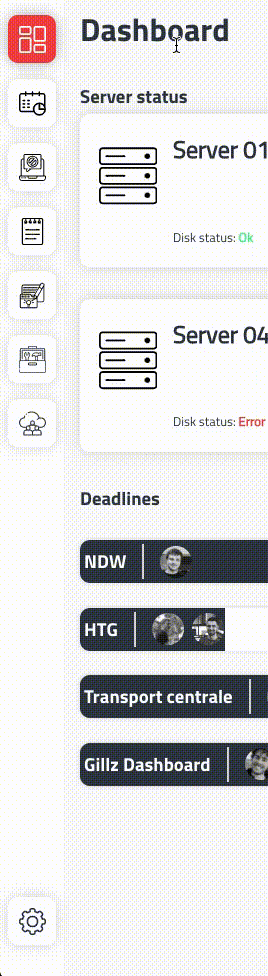 Dashboard
Server status
Server 01
Disk status: Ok
Server 04
Disk status: Error
Deadlines
NDW
HTG
Transport centrale
Gillz Dashboard